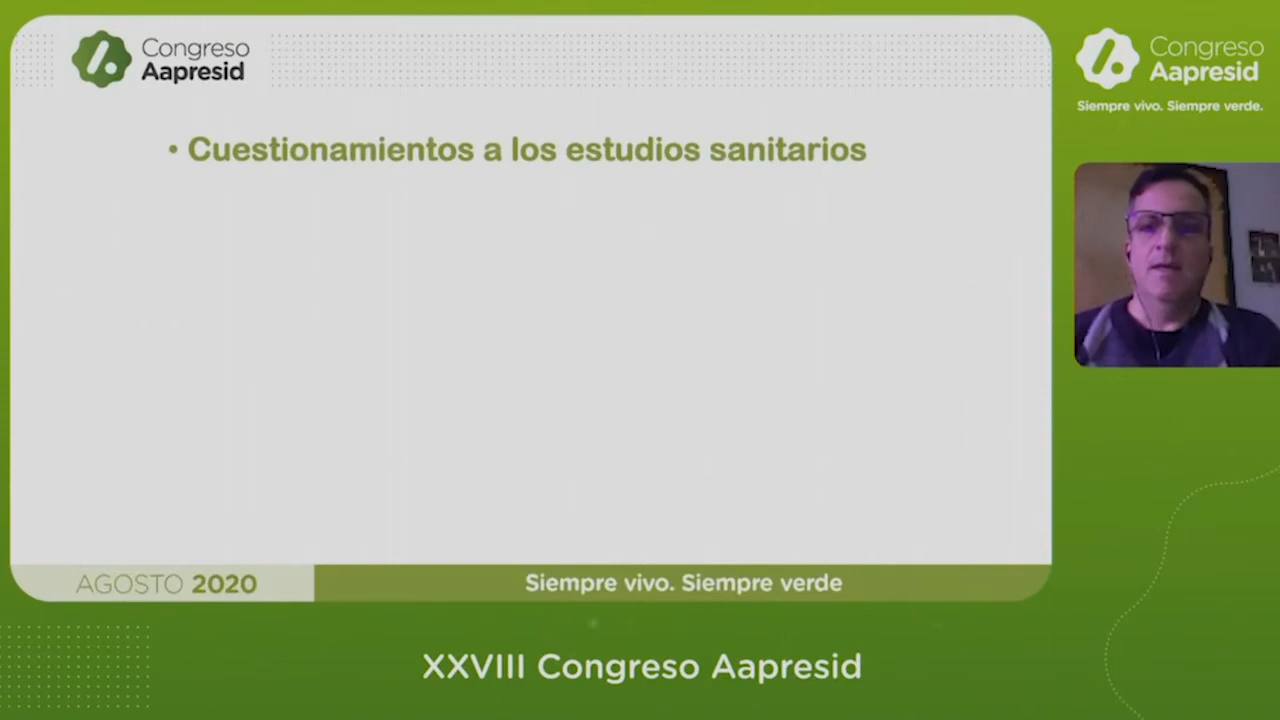 Congreso
Aapresid
• Cuestionamientos a los estudios sanitarios
AGOSTO 2020
Siempre vivo. Siempre verde
Congreso
Aapresid
Siempre vivo. Siempre verde.
XXVIII Congreso Aapresid